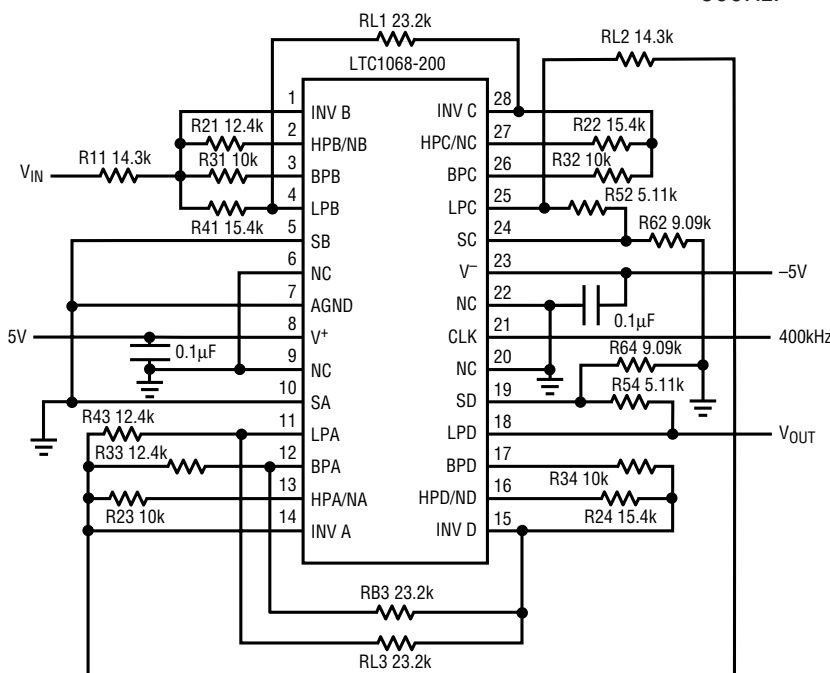 RL1 23.2k
RL2 14.3k
LTC1068-200
1 INV B
2 HPB/NB
3 BPB
4 LPB
5 SB
6 NC
7 AGND
8 V+
9 NC
10 SA
11 LPA
12 BPA
13 HPA/NA
14 INV A
28 INV C
27 HPC/NC
26 BPC
25 LPC
24 SC
23 V–
22 NC
21 CLK
20 NC
19 SD
18 LPD
17 BPD
16 HPD/ND
15 INV D
VIN
R11 14.3k
R21 12.4k
R31 10k
R41 15.4k
5V
0.1µF
R43 12.4k
R33 12.4k
R23 10k
R22 15.4k
R32 10k
R52 5.11k
R62 9.09k
–5V
0.1µF
400kHz
R64 9.09k
R54 5.11k
VOUT
R34 10k
R24 15.4k
RB3 23.2k
RL3 23.2k